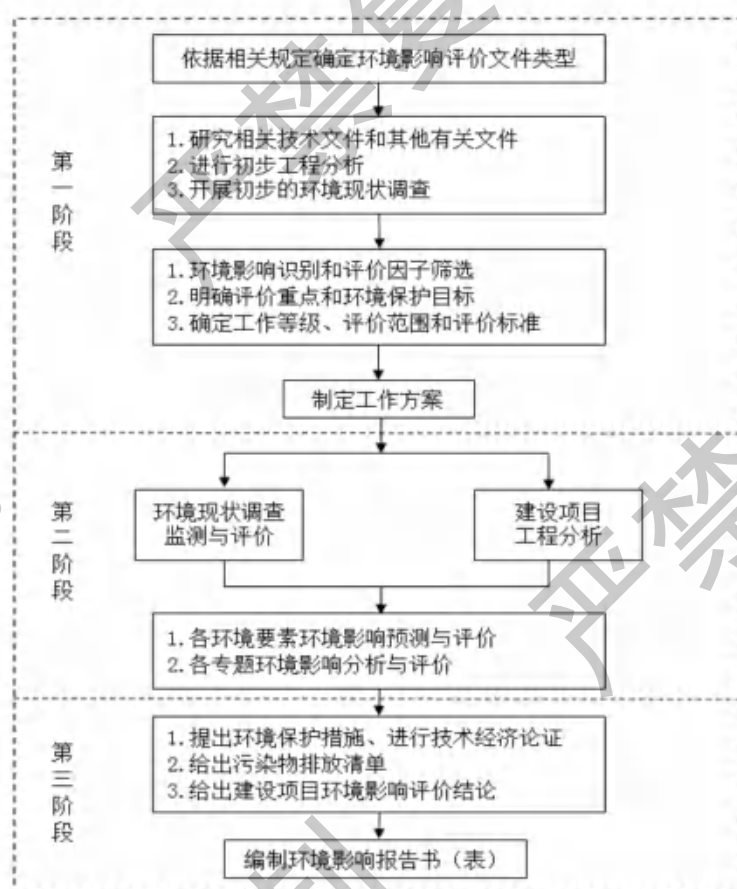 依据相关规定确定环境影响评价文件类型
1.研究相关技术文件和其他有关文件
2.进行初步工程分析
3.开展初步的环境现状调查
第一阶段
1.环境影响识别和评价因子筛选
2.明确评价重点和环境保护目标
3.确定工作等级、评价范围和评价标准
制定工作方案
第二阶段
环境现状调查
监测与评价
建设项目
工程分析
1.各环境要素环境影响预测与评价
2.各专题环境影响分析与评价
第三阶段
1.提出环境保护措施、进行技术经济论证
2.给出污染物排放清单
3.给出建设项目环境影响评价结论
编制环境影响报告书（表）
严禁复
严禁
制